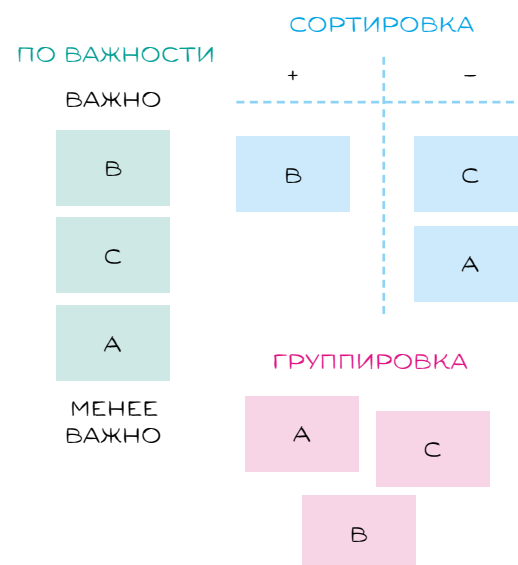 ПО ВАЖНОСТИ
ВАЖНО
B
C
A
МЕНЕЕ
ВАЖНО
СОРТИРОВКА
+ –
B C
A
ГРУППИРОВКА
A
C
B